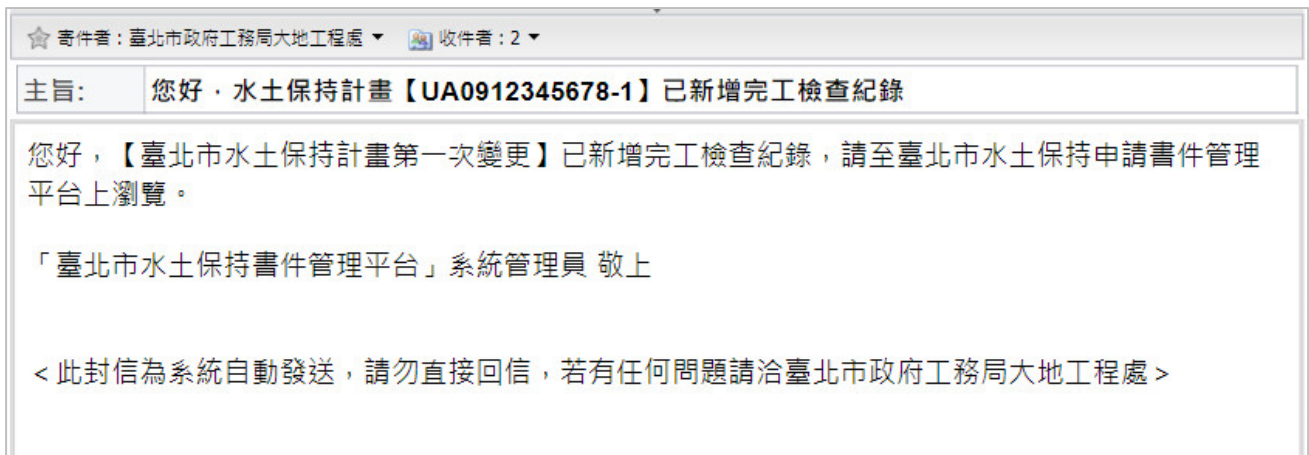 寄件者：臺北市政府工務局大地工程處 收件者：2
主旨: 您好，水土保持計畫【UA0912345678-1】已新增完工檢查紀錄
您好，【臺北市水土保持計畫第一次變更】已新增完工檢查紀錄，請至臺北市水土保持申請書件管理
平台上瀏覽。
「臺北市水土保持書件管理平台」系統管理員 敬上
＜此封信為系統自動發送，請勿直接回信，若有任何問題請洽臺北市政府工務局大地工程處＞